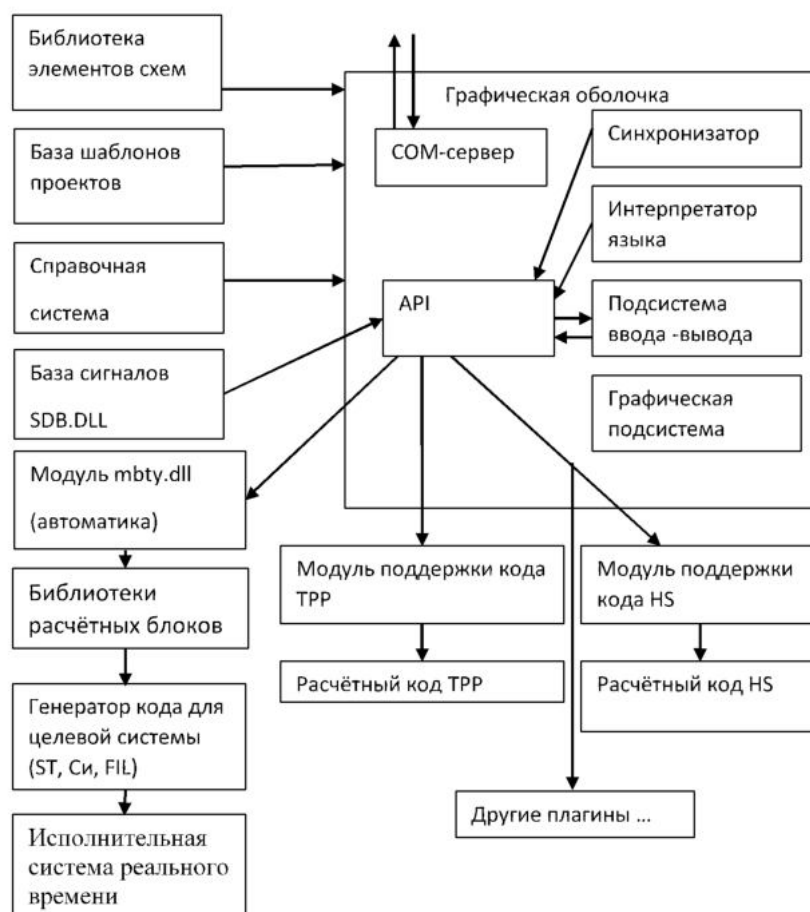 Библиотека
элементов схем
База шаблонов
проектов
Справочная
система
База сигналов
SDB.DLL
Модуль mbty.dll
(автоматика)
Библиотеки
расчётных блоков
Генератор кода для
целевой системы
(ST, Си, FIL)
Исполнительная
система реального
времени
Графическая оболочка
COM-сервер
Синхронизатор
Интерпретатор
языка
API
Подсистема
ввода -вывода
Графическая
подсистема
Модуль поддержки кода
TPP
Модуль поддержки
кода HS
Расчётный код TPP
Расчётный код HS
Другие плагины ...